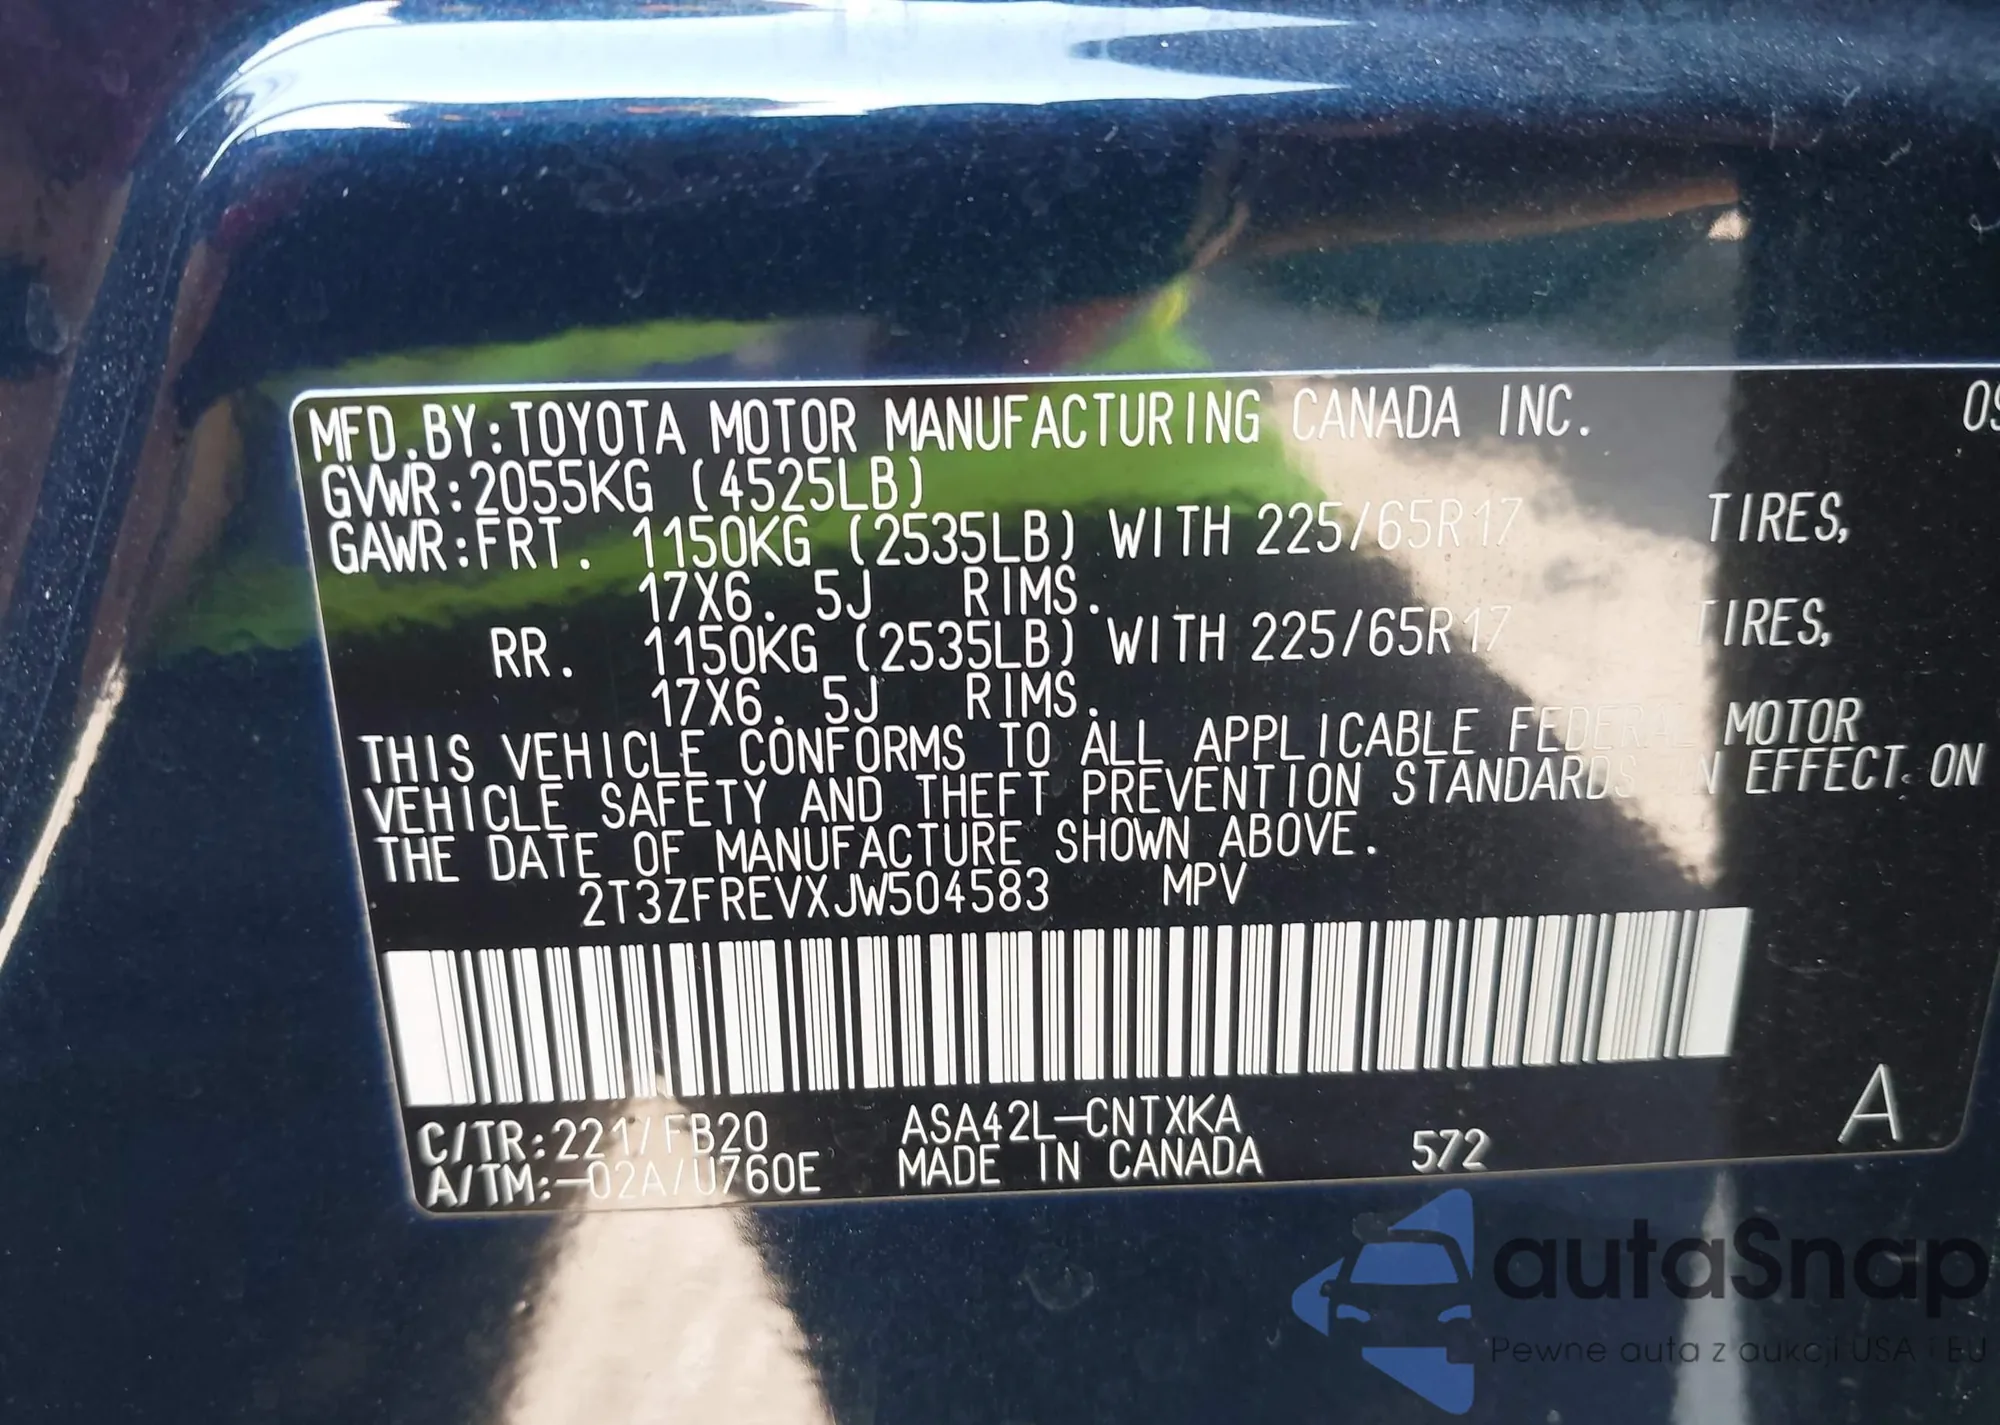 MFD.BY:TOYOTA MOTOR MANUFACTURING CANADA INC. 09
GVWR:2055KG (4525LB)
GAWR:FRT. 1150KG (2535LB) WITH 225/65R17 TIRES,
17X6.5J RIMS.
RR. 1150KG (2535LB) WITH 225/65R17 TIRES,
17X6.5J RIMS.
THIS VEHICLE CONFORMS TO ALL APPLICABLE FEDERAL MOTOR
VEHICLE SAFETY AND THEFT PREVENTION STANDARDS IN EFFECT ON
THE DATE OF MANUFACTURE SHOWN ABOVE.
2T3ZFREVXJW504583 MPV
C/TR:221/FB20 ASA42L-CNTXKA
A/TM:-02A/U760E MADE IN CANADA 572 A
autaSnap
Pewne auta z aukcji USA i EU